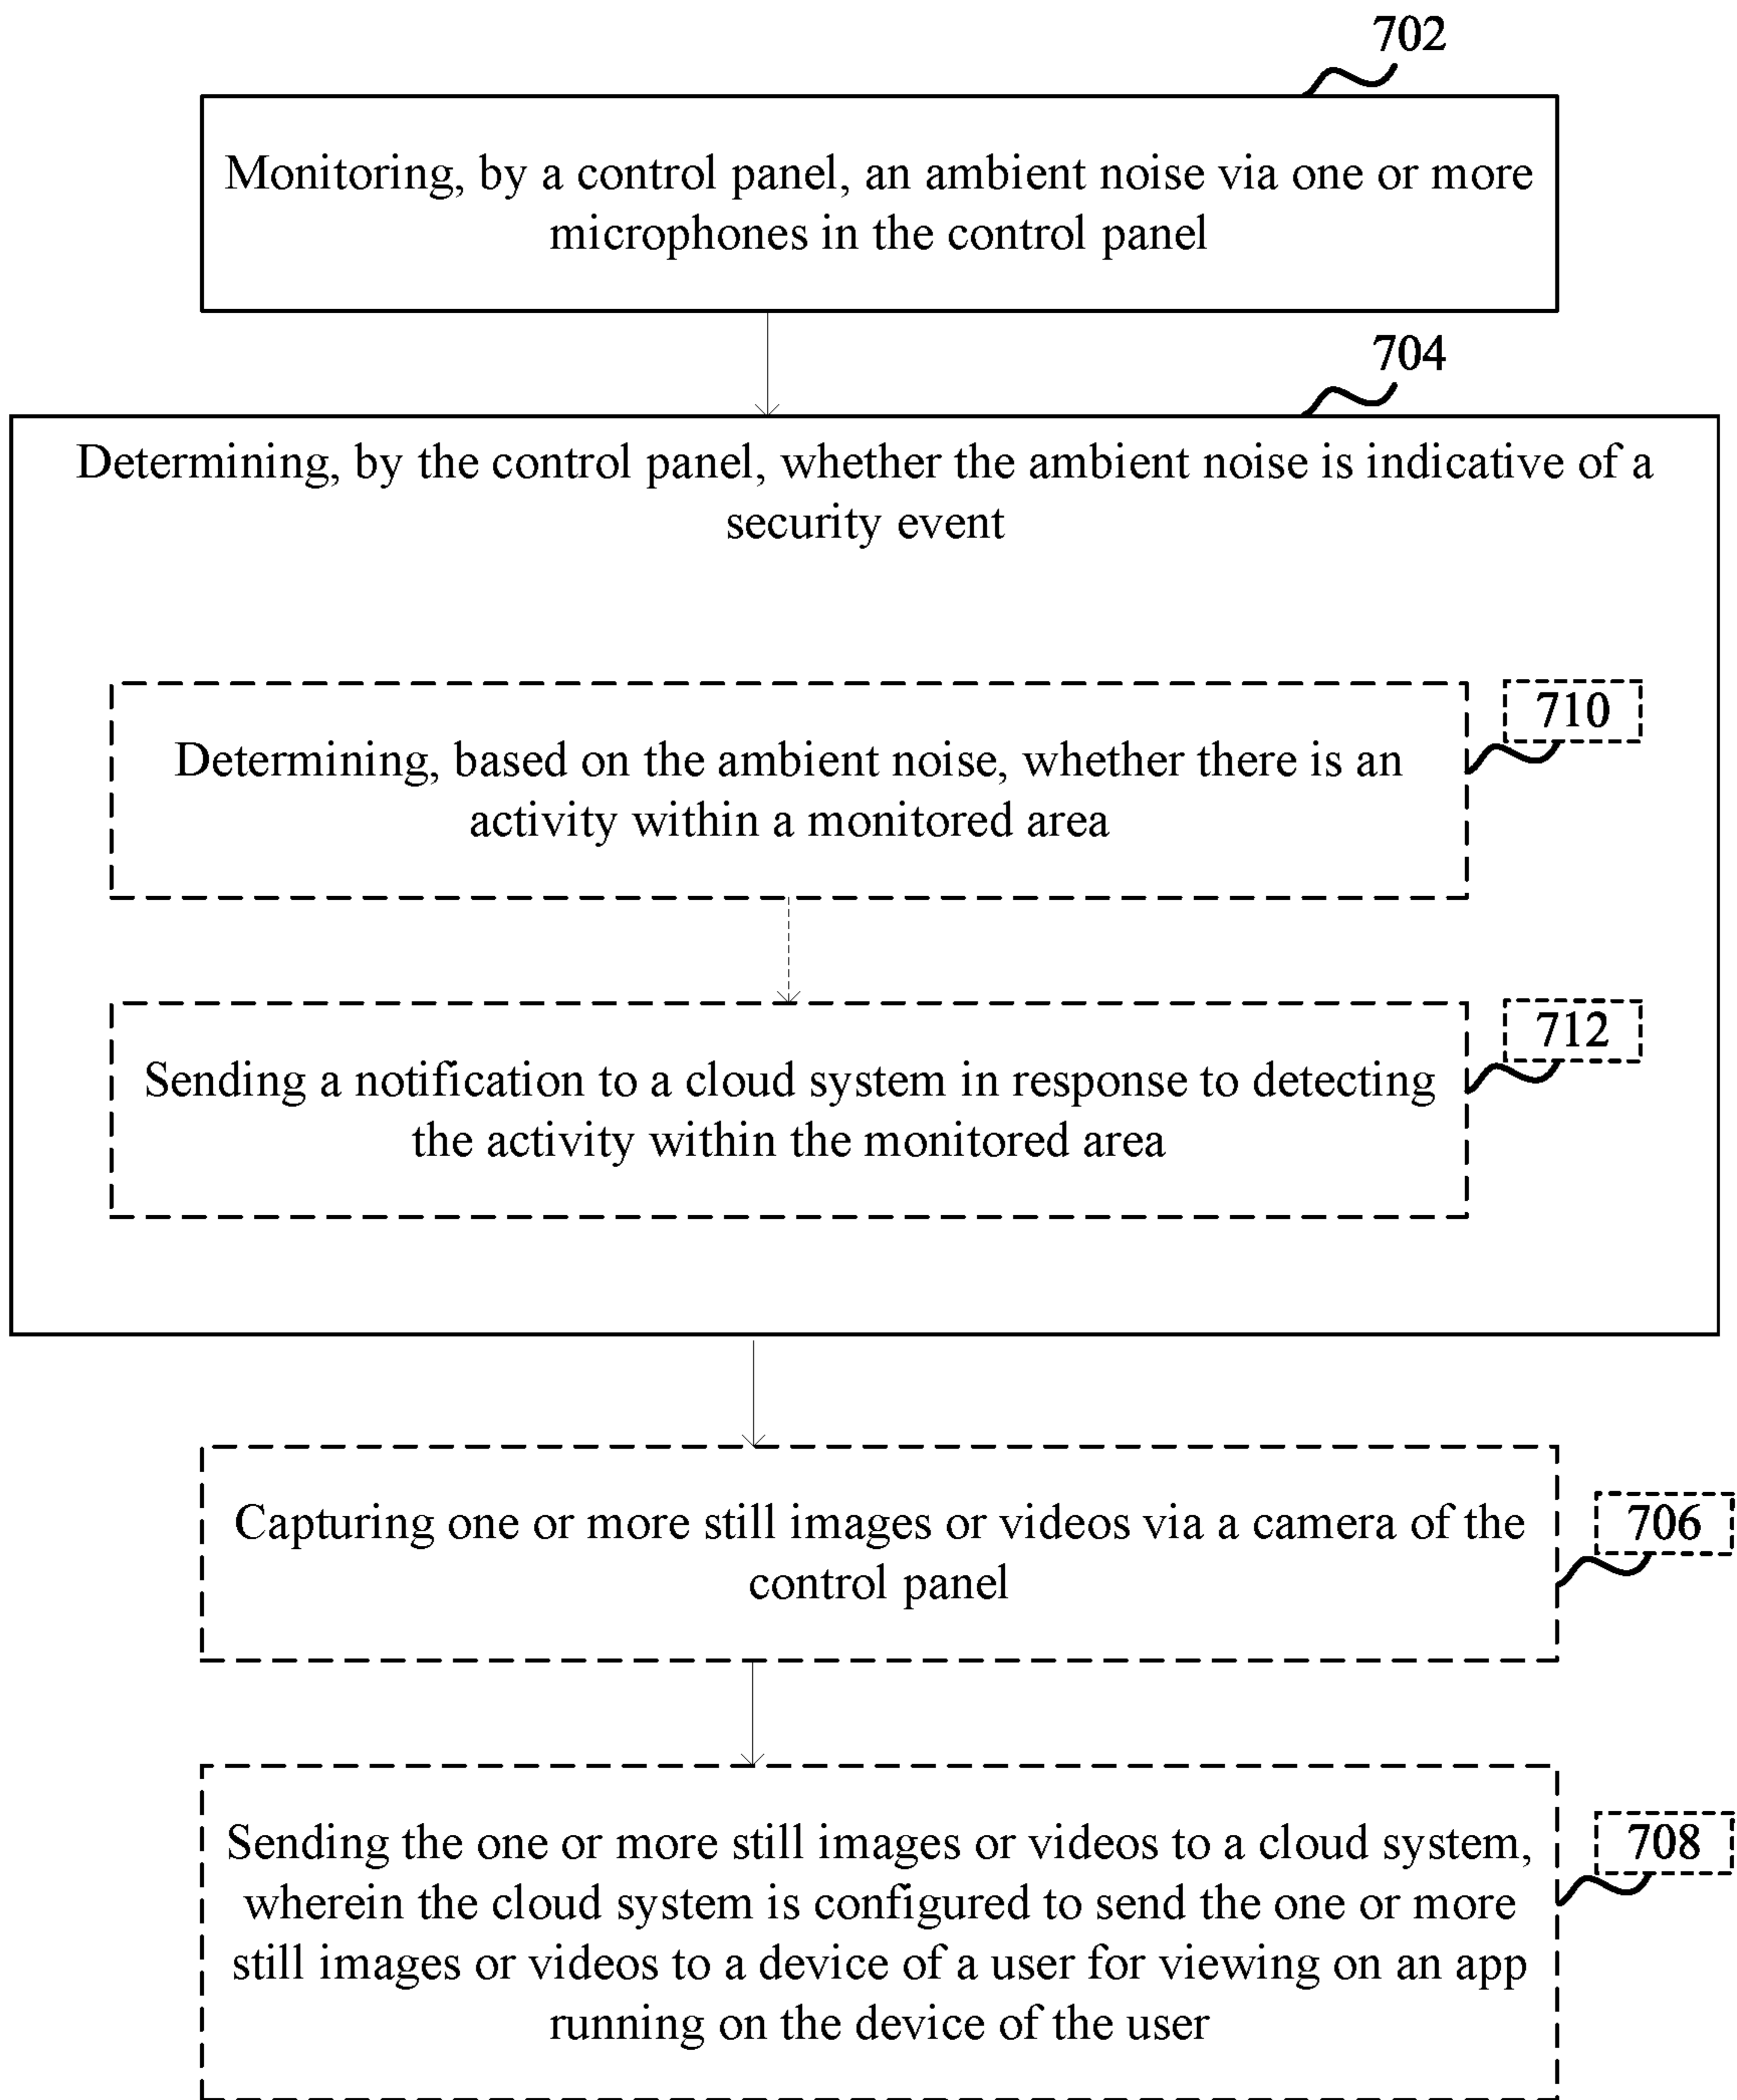 702
Monitoring, by a control panel, an ambient noise via one or more
microphones in the control panel
704
Determining, by the control panel, whether the ambient noise is indicative of a
security event
710
Determining, based on the ambient noise, whether there is an
activity within a monitored area
712
Sending a notification to a cloud system in response to detecting
the activity within the monitored area
706
Capturing one or more still images or videos via a camera of the
control panel
708
Sending the one or more still images or videos to a cloud system,
wherein the cloud system is configured to send the one or more
still images or videos to a device of a user for viewing on an app
running on the device of the user